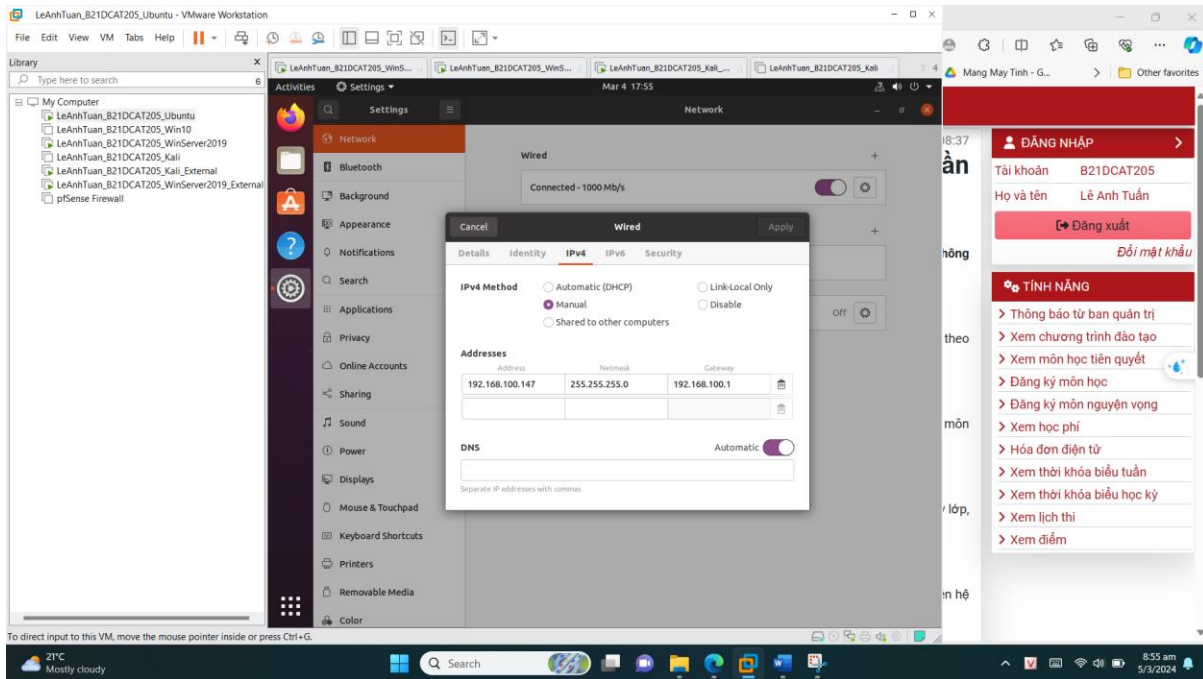 LeAnhTuan_B21DCAT205_Ubuntu - VMware Workstation
File Edit View VM Tabs Help
Library X
Type here to search 6
My Computer
LeAnhTuan_B21DCAT205_Ubuntu
LeAnhTuan_B21DCAT205_Win10
LeAnhTuan_B21DCAT205_WinServer2019
LeAnhTuan_B21DCAT205_Kali
LeAnhTuan_B21DCAT205_Kali_External
LeAnhTuan_B21DCAT205_WinServer2019_External
pfSense Firewall
LeAnhTuan_B21DCAT205_WinS... LeAnhTuan_B21DCAT205_WinS... LeAnhTuan_B21DCAT205_Kali_... LeAnhTuan_B21DCAT205_Kali 4
Activities Settings Mar 4 17:55
Settings Network
Network
Bluetooth
Background
Appearance
Notifications
Search
Applications
Privacy
Online Accounts
Sharing
Sound
Power
Displays
Mouse & Touchpad
Keyboard Shortcuts
Printers
Removable Media
Color
Wired +
Connected - 1000 Mb/s
+
Off
Cancel Wired Apply
Details Identity IPv4 IPv6 Security
IPv4 Method Automatic (DHCP) Link-Local Only
Manual Disable
Shared to other computers
Addresses
Address Netmask Gateway
192.168.100.147 255.255.255.0 192.168.100.1
DNS Automatic
Separate IP addresses with commas
To direct input to this VM, move the mouse pointer inside or press Ctrl+G.
Mang May Tinh - G... Other favorites
18:37
ần
hông
theo
môn
lớp,
ên hệ
ĐĂNG NHẬP
Tài khoản B21DCAT205
Họ và tên Lê Anh Tuấn
Đăng xuất
Đổi mật khẩu
TÍNH NĂNG
Thông báo từ ban quản trị
Xem chương trình đào tạo
Xem môn học tiên quyết
Đăng ký môn học
Đăng ký môn nguyện vọng
Xem học phí
Hóa đơn điện tử
Xem thời khóa biểu tuần
Xem thời khóa biểu học kỳ
Xem lịch thi
Xem điểm
21°C
Mostly cloudy
Search
8:55 am
5/3/2024